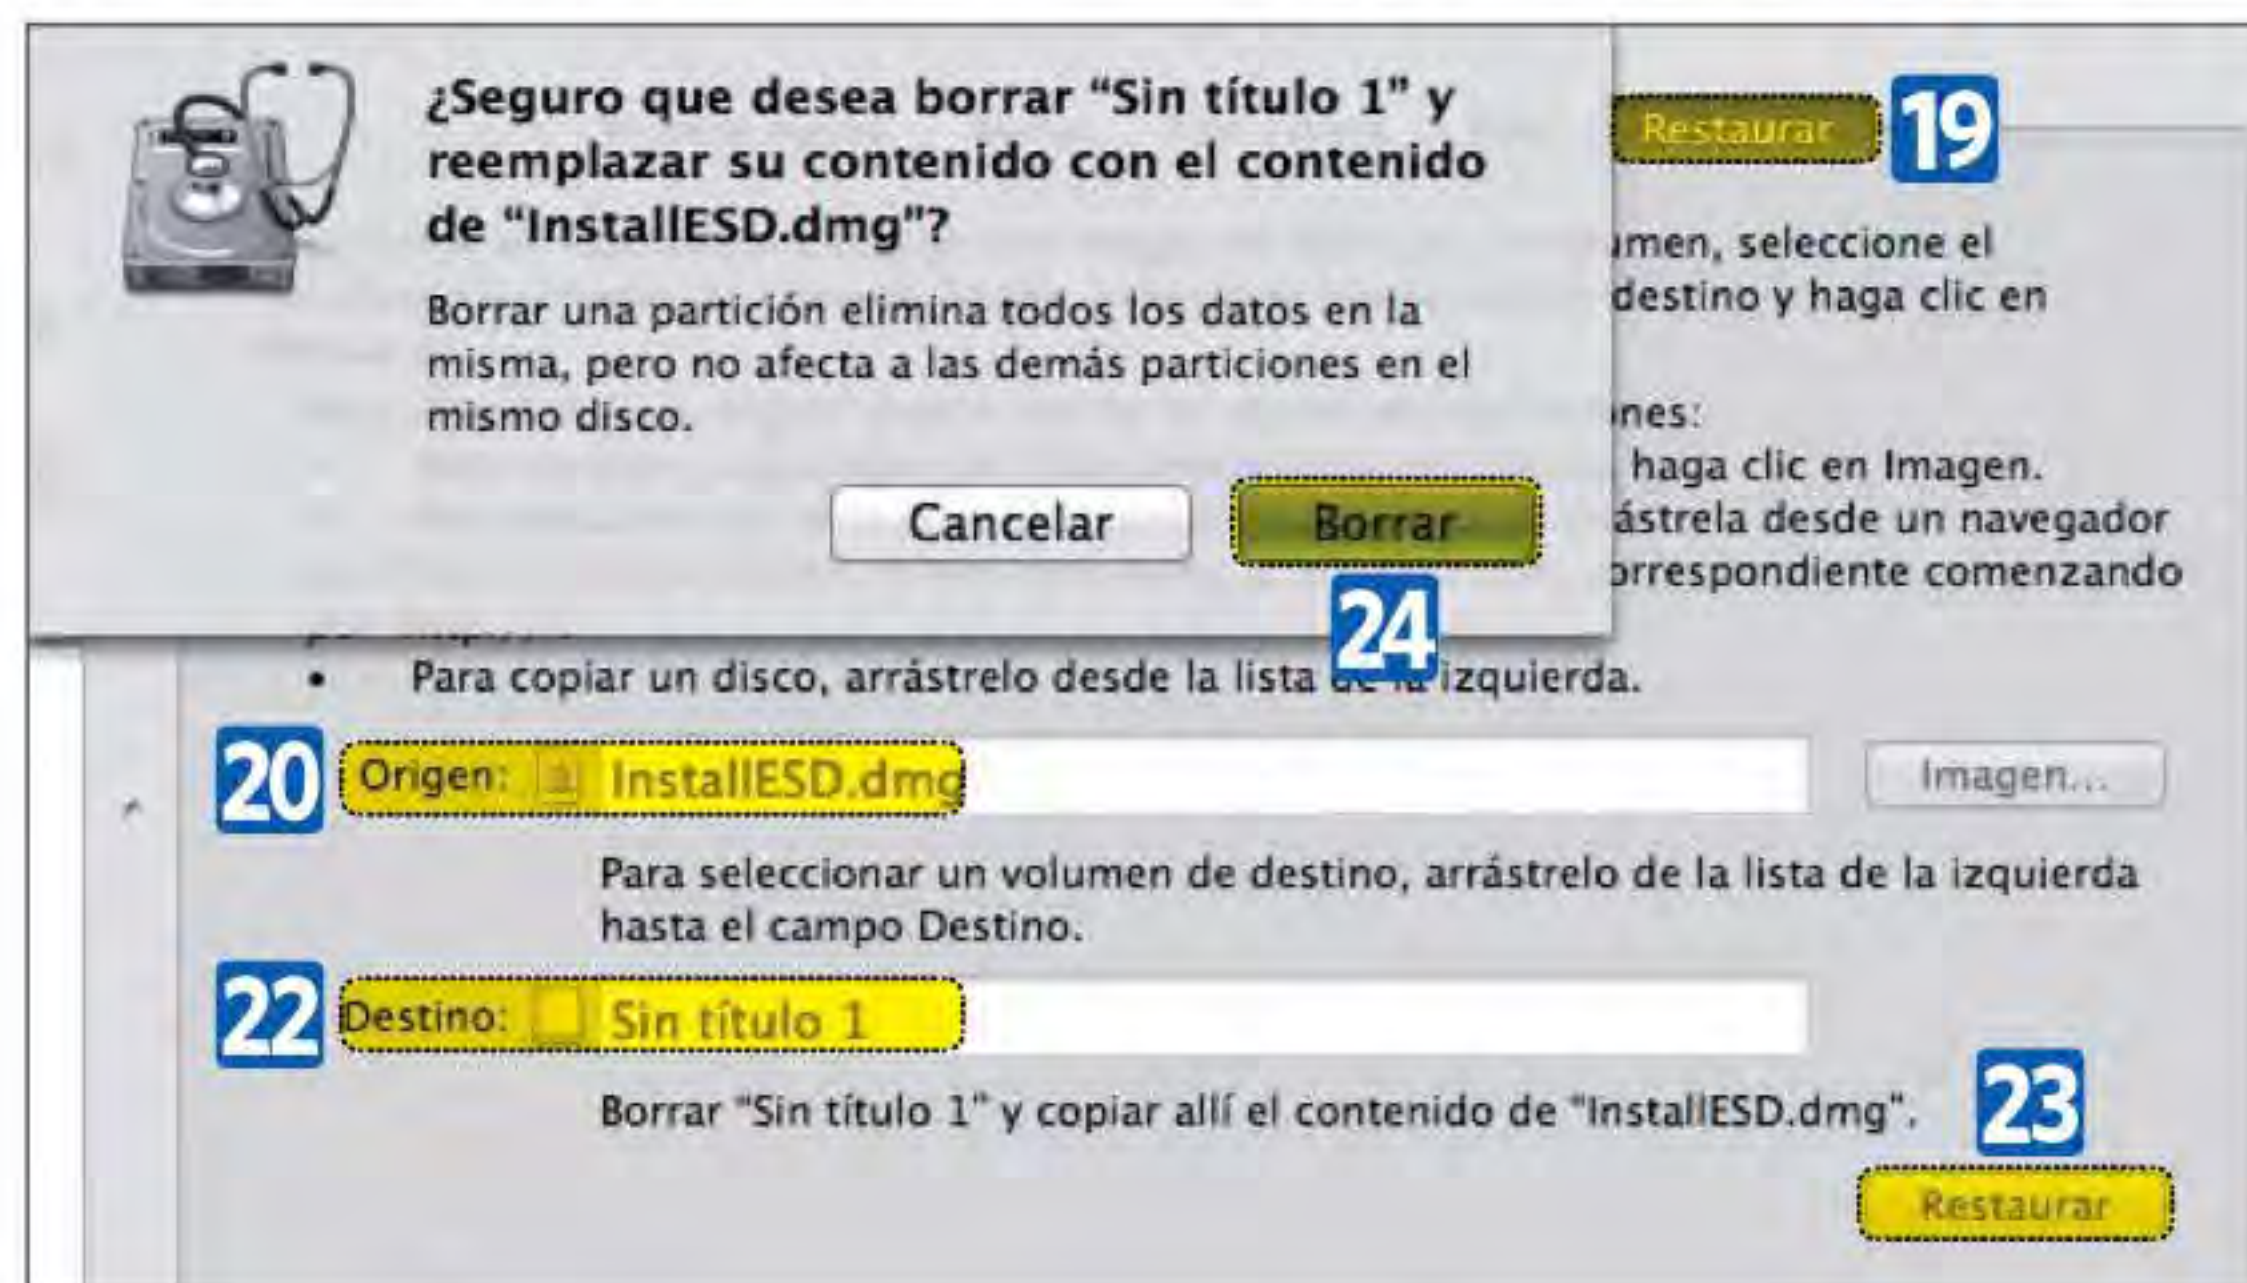 ¿Seguro que desea borrar “Sin título 1” y
reemplazar su contenido con el contenido
de “InstallESD.dmg”?
Borrar una partición elimina todos los datos en la
misma, pero no afecta a las demás particiones en el
mismo disco.
Cancelar
Borrar
24
Restaurar
19
seleccione el
destino y haga clic en
haga clic en Imagen.
desde un navegador
comenzando
• Para copiar un disco, arrástrelo desde la lista de la izquierda.
20
Origen: InstallESD.dmg
Imagen...
Para seleccionar un volumen de destino, arrástrelo de la lista de la izquierda
hasta el campo Destino.
22
Destino: Sin título 1
Borrar “Sin título 1” y copiar allí el contenido de “InstallESD.dmg”.
23
Restaurar